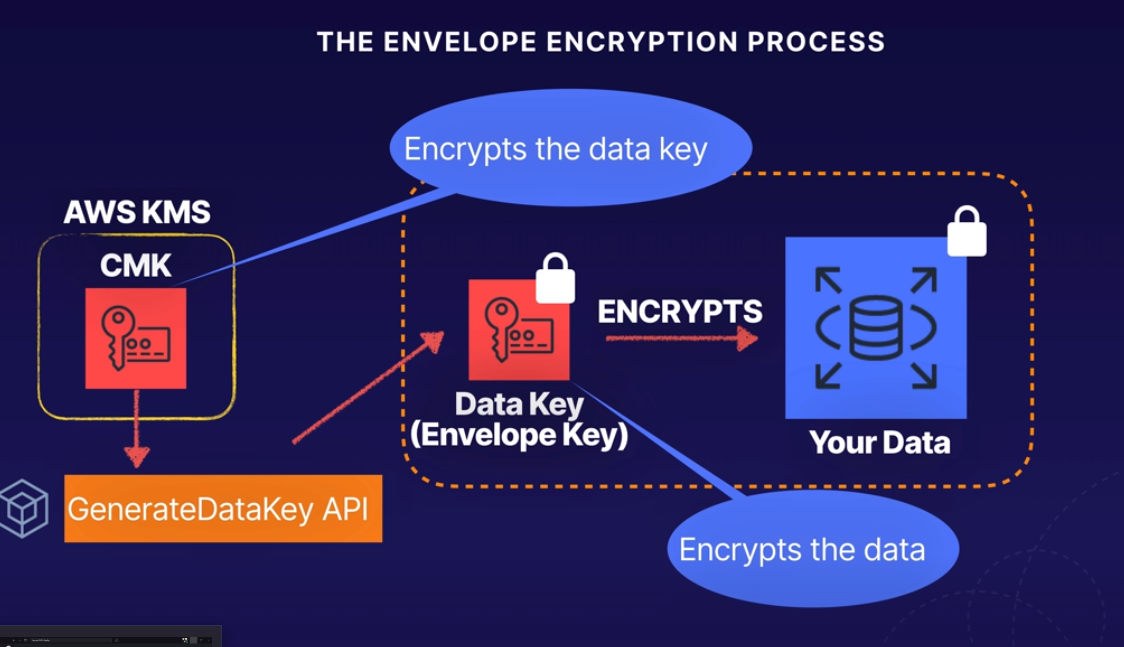 THE ENVELOPE ENCRYPTION PROCESS
Encrypts the data key
AWS KMS
CMK
ENCRYPTS
Data Key
(Envelope Key)
Your Data
GenerateDataKey API
Encrypts the data